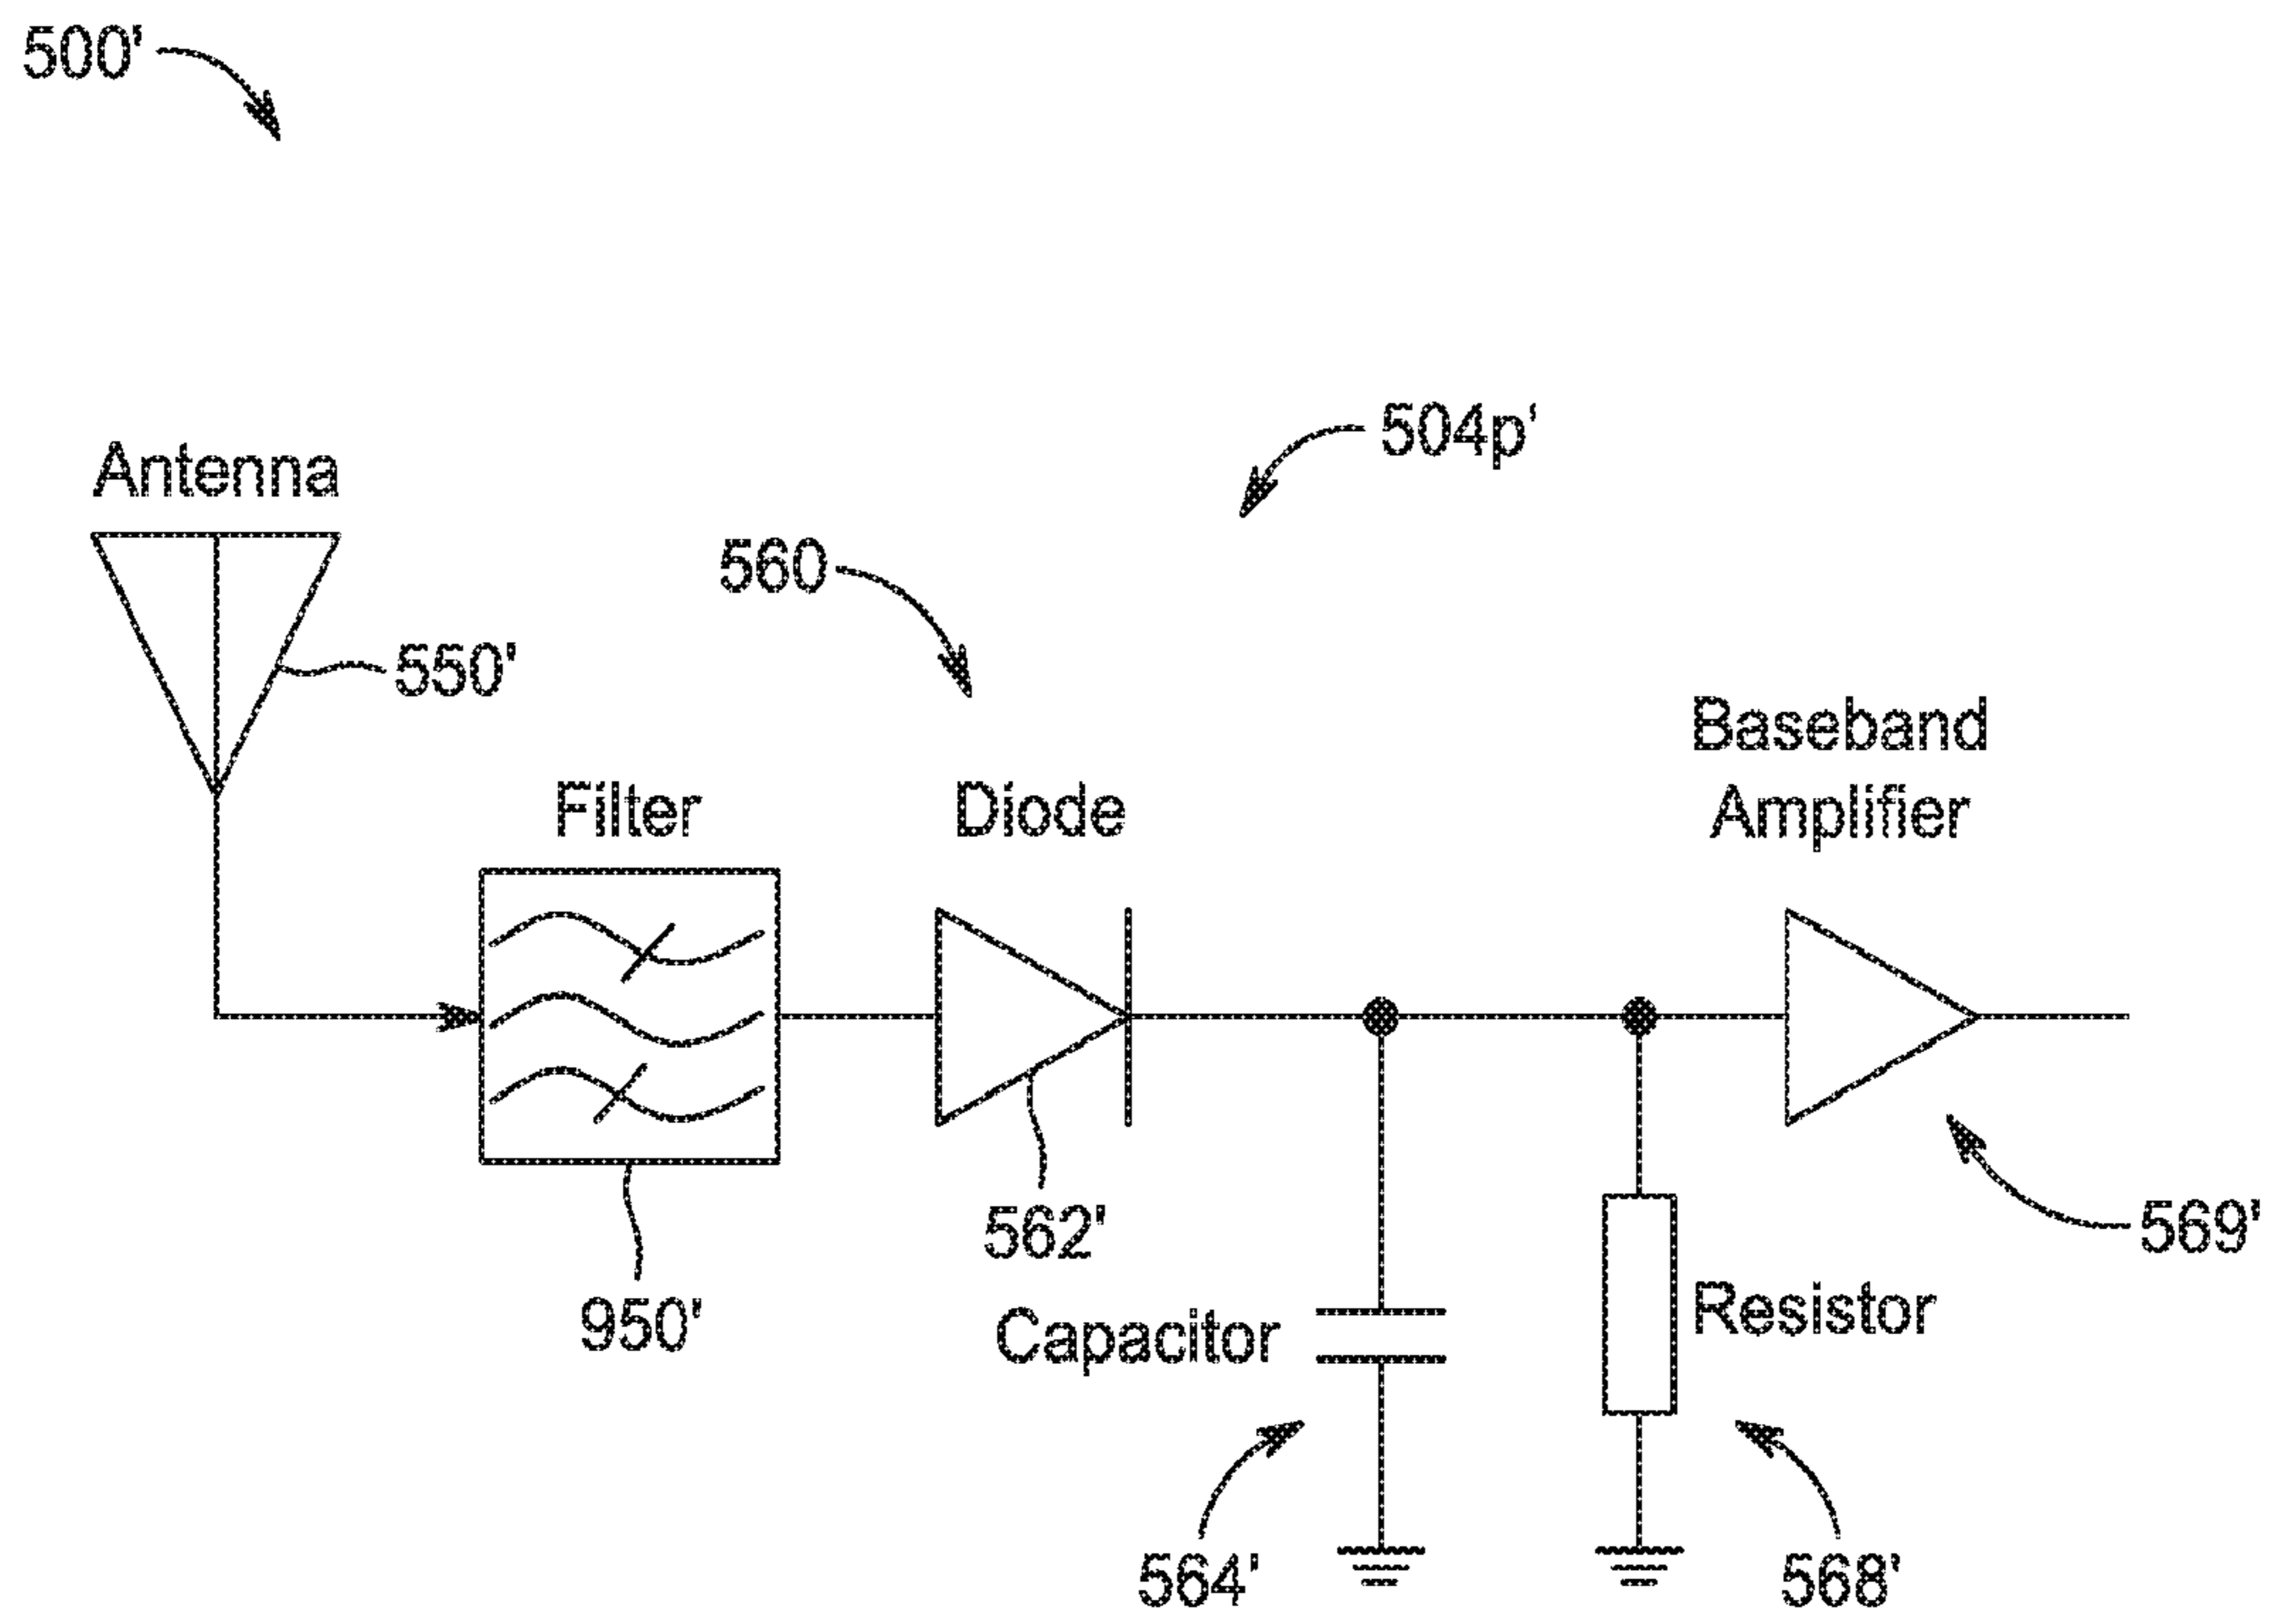 500'
504p'
Antenna
560
550'
Baseband
Amplifier
Filter
Diode
562'
569'
950'
Capacitor
Resistor
564'
568'